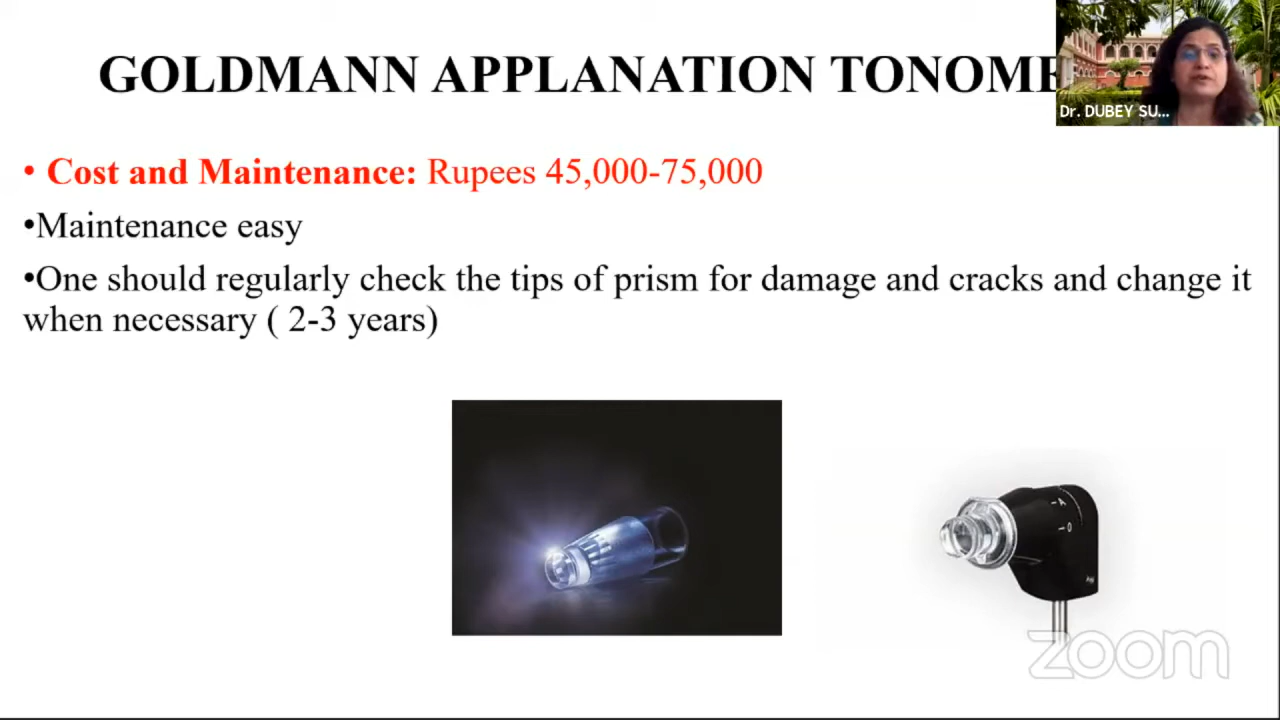 GOLDMANN APPLANATION TONOME
Dr. DUBEY SU...
• Cost and Maintenance: Rupees 45,000-75,000
•Maintenance easy
•One should regularly check the tips of prism for damage and cracks and change it
when necessary ( 2-3 years)
A
0
zoom